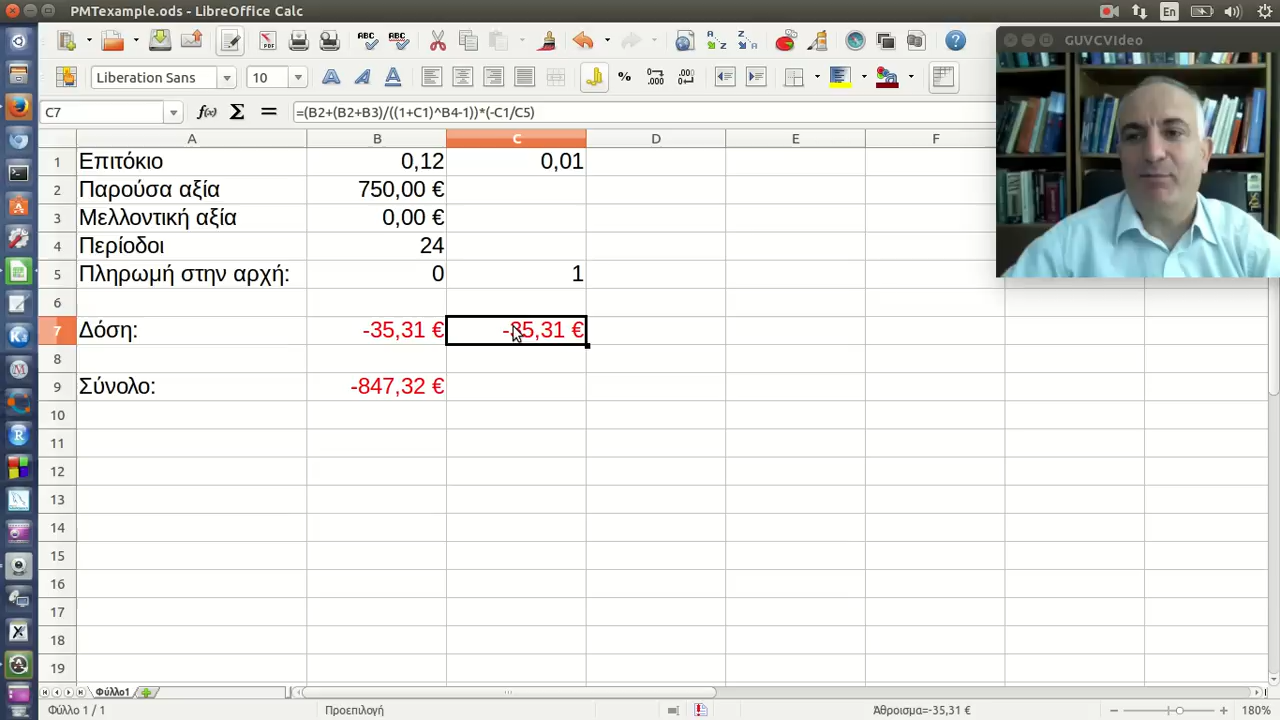 PMTexample.ods - LibreOffice Calc
En
GUVCVIdeo
Liberation Sans
10
C7
=(B2+(B2+B3)/((1+C1)^B4-1))*(-C1/C5)
A B C D E F
1 Επιτόκιο 0,12 0,01
2 Παρούσα αξία 750,00 €
3 Μελλοντική αξία 0,00 €
4 Περίοδοι 24
5 Πληρωμή στην αρχή: 0 1
6
7 Δόση: -35,31 € -35,31 €
8
9 Σύνολο: -847,32 €
10
11
12
13
14
15
16
17
18
19
Φύλλο1
Φύλλο 1 / 1 Προεπιλογή Άθροισμα=-35,31 € 180%